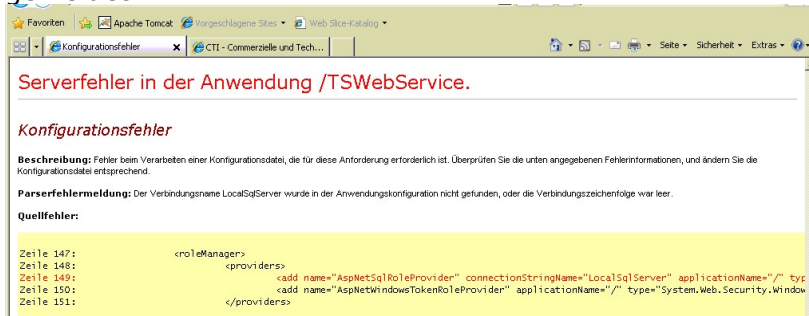 Favoriten Apache Tomcat Vorgeschlagene Sites Web Slice-Katalog
Konfigurationsfehler x CTI - Commerzielle und Tech... Seite Sicherheit Extras
Serverfehler in der Anwendung /TSWebService.
Konfigurationsfehler
Beschreibung: Fehler beim Verarbeiten einer Konfigurationsdatei, die für diese Anforderung erforderlich ist. Überprüfen Sie die unten angegebenen Fehlerinformationen, und ändern Sie die
Konfigurationsdatei entsprechend.
Parserfehlermeldung: Der Verbindungsname LocalSqlServer wurde in der Anwendungskonfiguration nicht gefunden, oder die Verbindungszeichenfolge war leer.
Quellfehler:
Zeile 147: <roleManager>
Zeile 148: <providers>
Zeile 149: <add name="AspNetSqlRoleProvider" connectionStringName="LocalSqlServer" applicationName="/" typ
Zeile 150: <add name="AspNetWindowsTokenRoleProvider" applicationName="/" type="System.Web.Security.Window
Zeile 151: </providers>